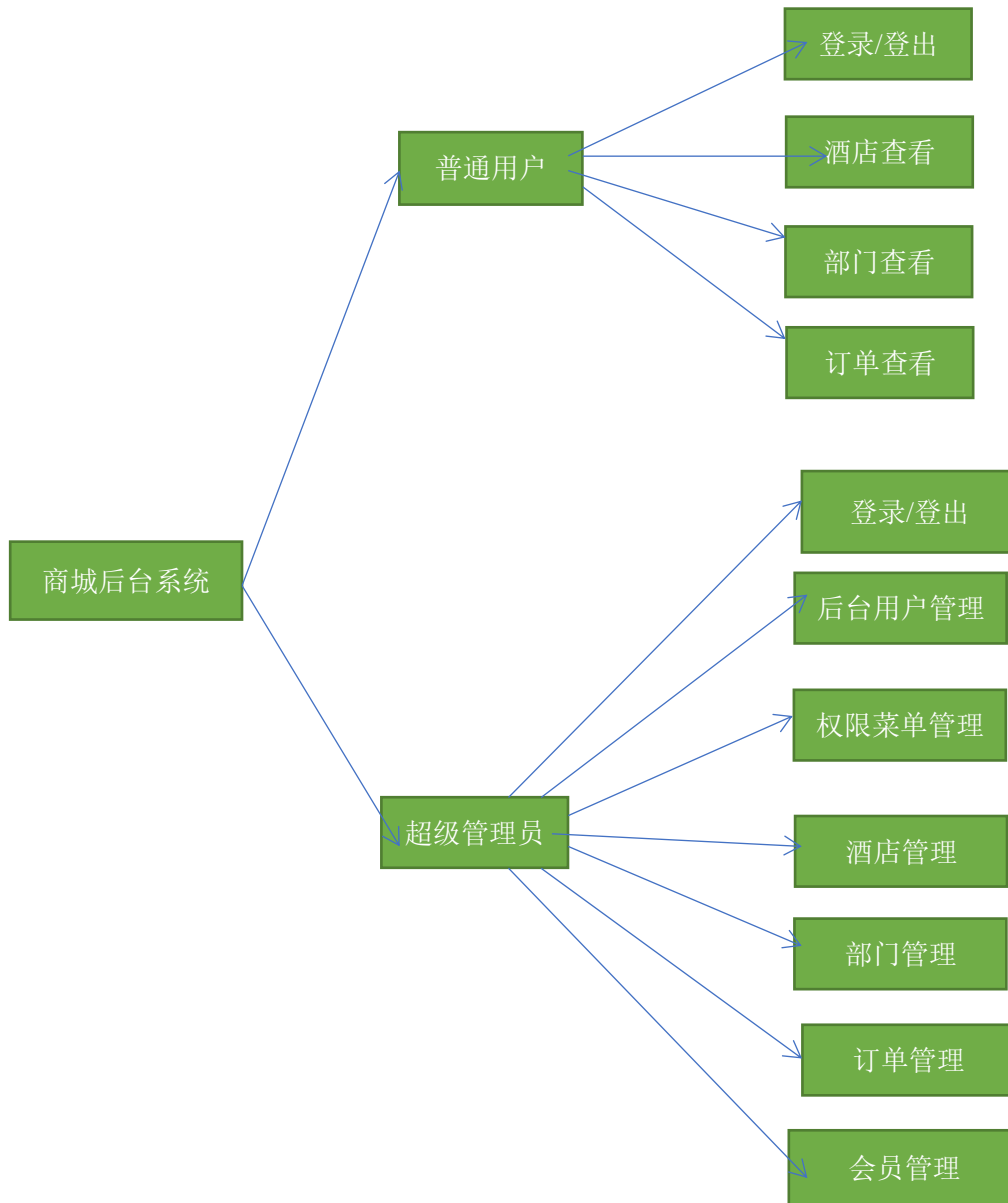 登录/登出
普通用户
酒店查看
部门查看
订单查看
登录/登出
商城后台系统
后台用户管理
权限菜单管理
超级管理员
酒店管理
部门管理
订单管理
会员管理